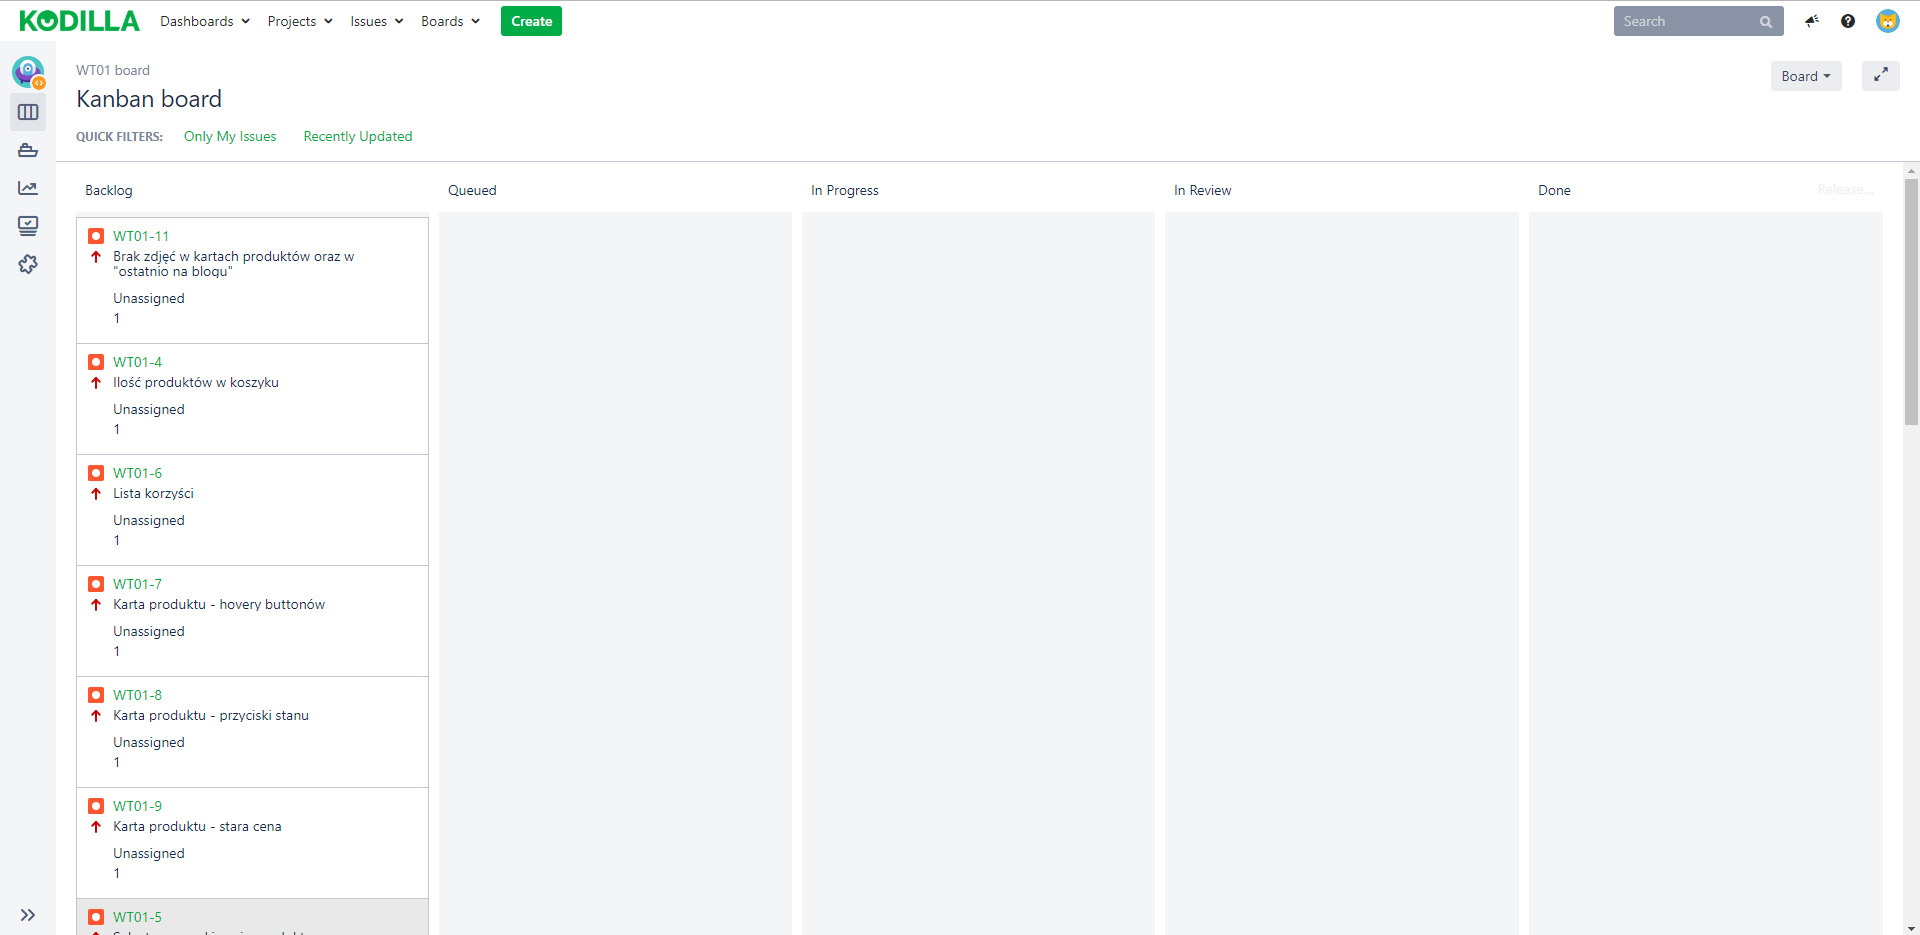 KODILLA Dashboards Projects Issues Boards Create Search
WT01 board
Kanban board
Board
QUICK FILTERS: Only My Issues Recently Updated
Backlog Queued In Progress In Review Done Release...
WT01-11
Brak zdjęć w kartach produktów oraz w
"ostatnio na blogu"
Unassigned
1
WT01-4
Ilość produktów w koszyku
Unassigned
1
WT01-6
Lista korzyści
Unassigned
1
WT01-7
Karta produktu - hovery buttonów
Unassigned
1
WT01-8
Karta produktu - przyciski stanu
Unassigned
1
WT01-9
Karta produktu - stara cena
Unassigned
1
WT01-5